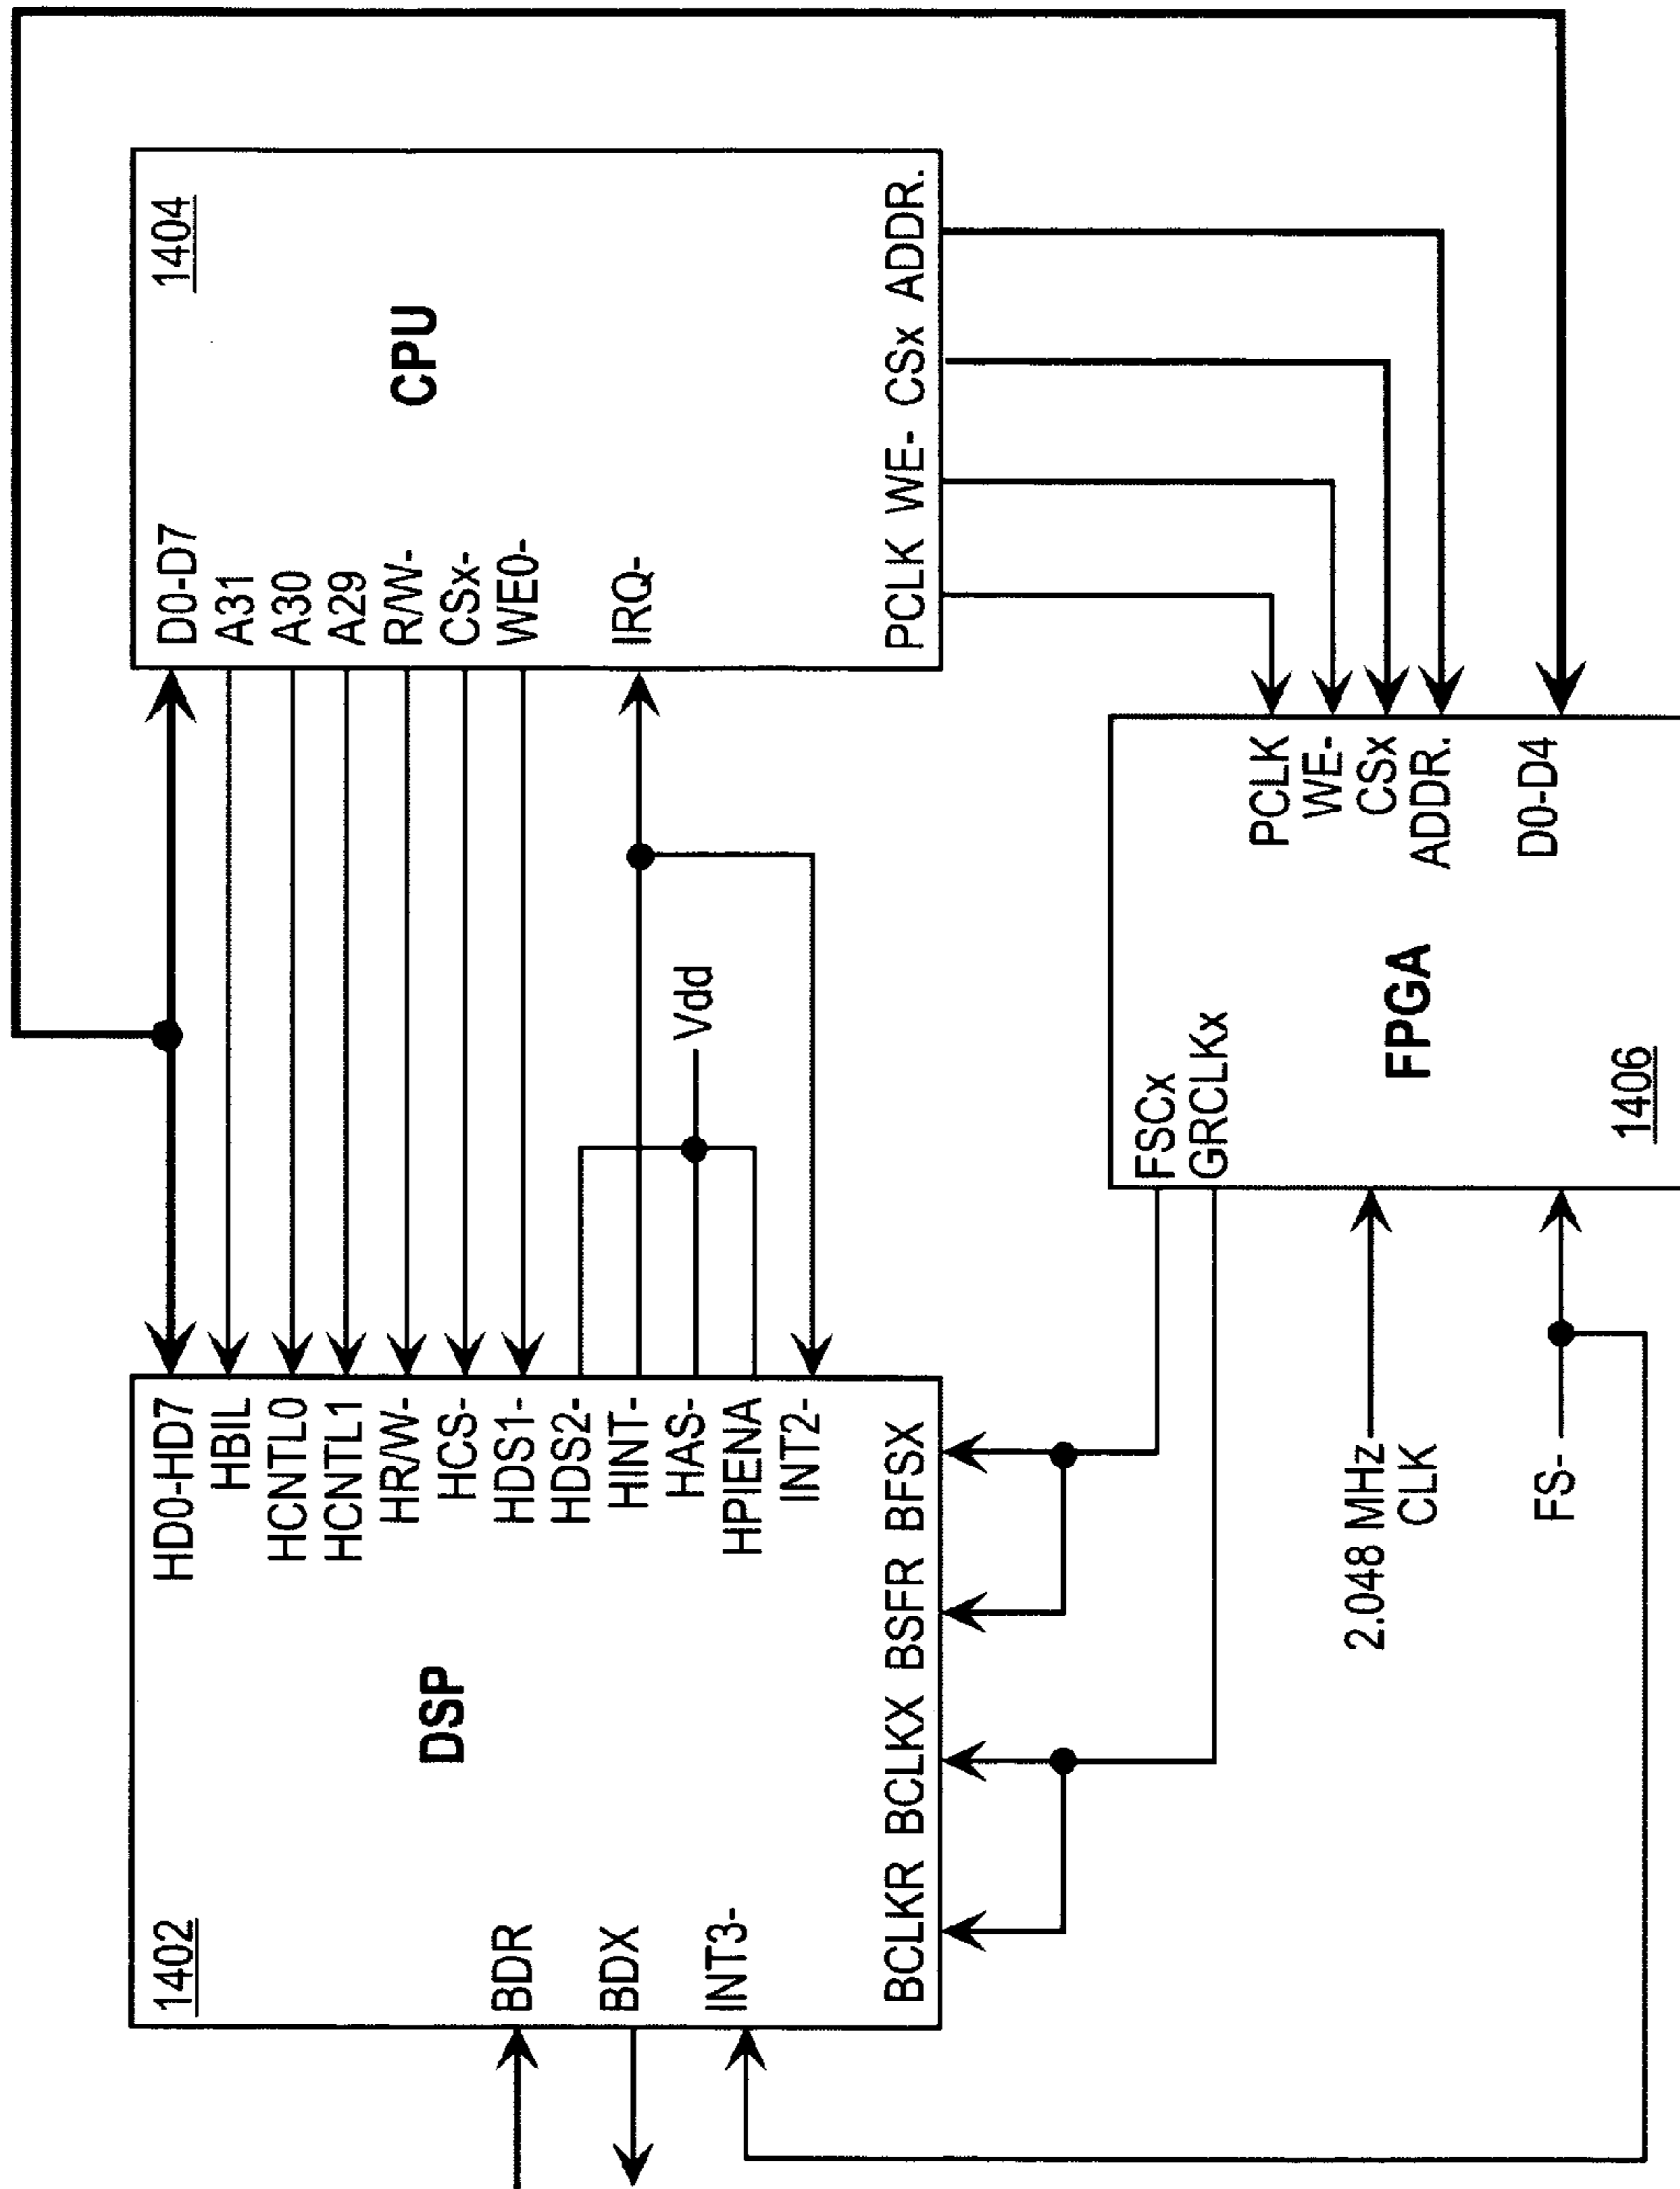 1402
DSP
BDR
BDX
INT3-
HD0-HD7
HBIL
HCNTL0
HCNTL1
HR/W-
HCS-
HDS1-
HDS2-
HINT-
HAS-
HPIENA
INT2-
BCLKR BCLKX BSFR BFSX
Vdd
1404
CPU
D0-D7
A31
A30
A29
R/W-
CSx-
WE0-
IRQ-
PCLK WE- CSx ADDR.
FSCx
GRCLKx
FPGA
1406
PCLK
WE-
CSx
ADDR.
D0-D4
2.048 MHz
CLK
FS-